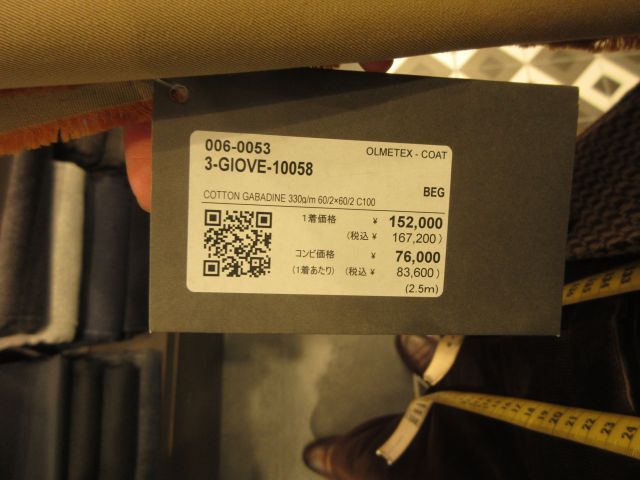 006-0053
OLMETEX - COAT
3-GIOVE-10058
BEG
COTTON GABADINE 330g/m 60/2×60/2 C100
1着価格 ¥ 152,000
(税込 ¥ 167,200)
コンビ価格 ¥ 76,000
(1着あたり) (税込 ¥ 83,600)
(2.5m)